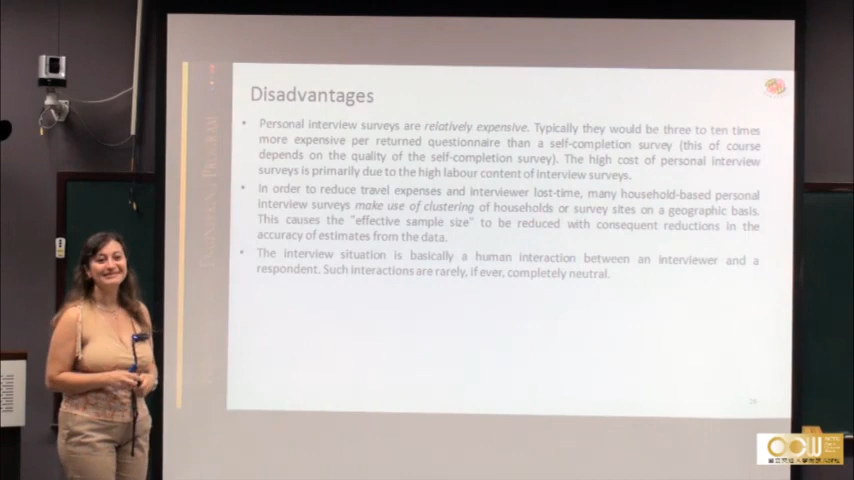 Disadvantages
• Personal interview surveys are relatively expensive. Typically they would be three to ten times
more expensive per returned questionnaire than a self-completion survey (this of course
depends on the quality of the self-completion survey). The high cost of personal interview
surveys is primarily due to the high labour content of interview surveys.
• In order to reduce travel expenses and interviewer lost-time, many household-based personal
interview surveys make use of clustering of households or survey sites on a geographic basis.
This causes the "effective sample size" to be reduced with consequent reductions in the
accuracy of estimates from the data.
• The interview situation is basically a human interaction between an interviewer and a
respondent. Such interactions are rarely, if ever, completely neutral.
OCW